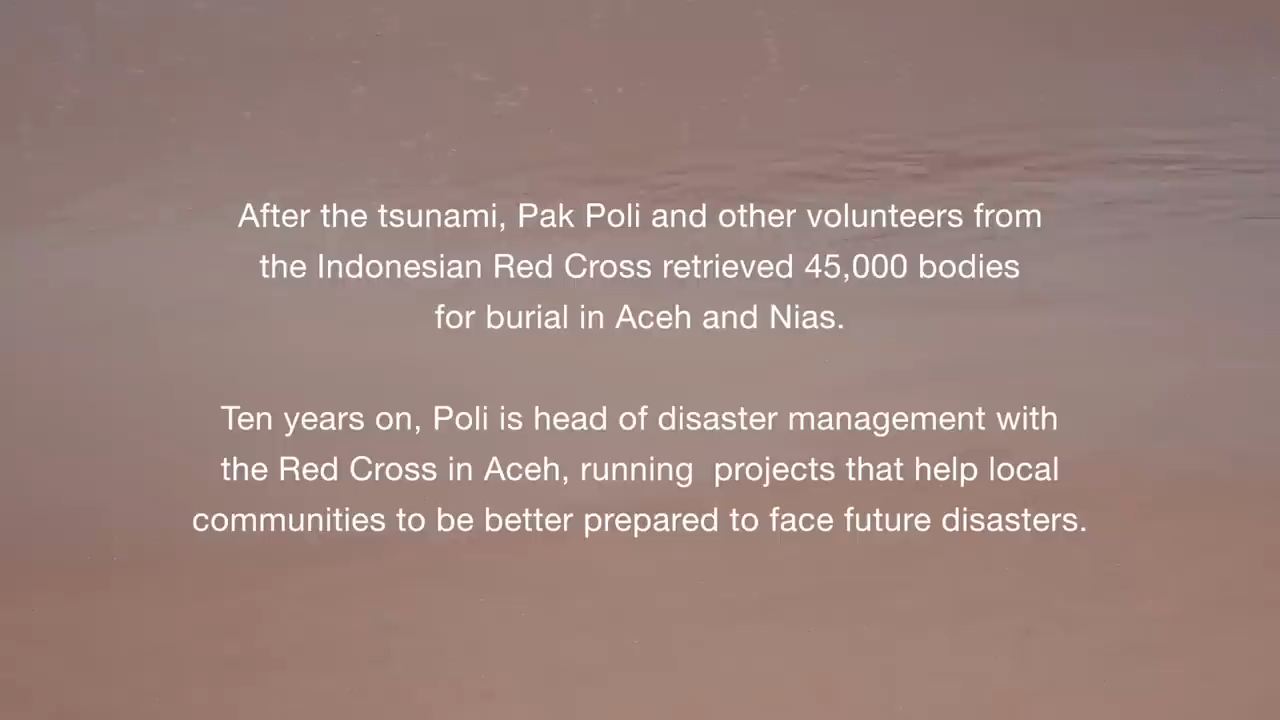 After the tsunami, Pak Poli and other volunteers from
the Indonesian Red Cross retrieved 45,000 bodies
for burial in Aceh and Nias.
Ten years on, Poli is head of disaster management with
the Red Cross in Aceh, running  projects that help local
communities to be better prepared to face future disasters.